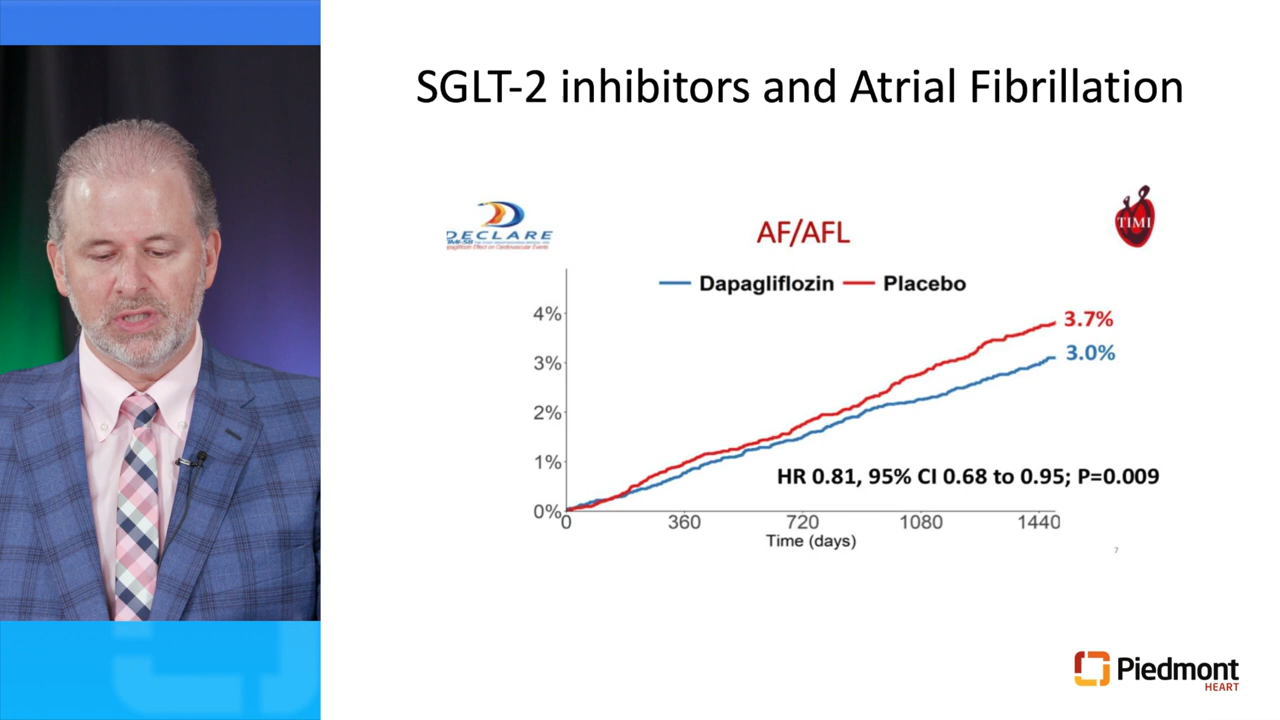 SGLT-2 inhibitors and Atrial Fibrillation
DECLARE
AF/AFL
TIMI
Dapagliflozin
Placebo
4%
3%
2%
1%
0%
3.7%
3.0%
HR 0.81, 95% CI 0.68 to 0.95; P=0.009
0
360
720
1080
1440
Time (days)
7
Piedmont
HEART